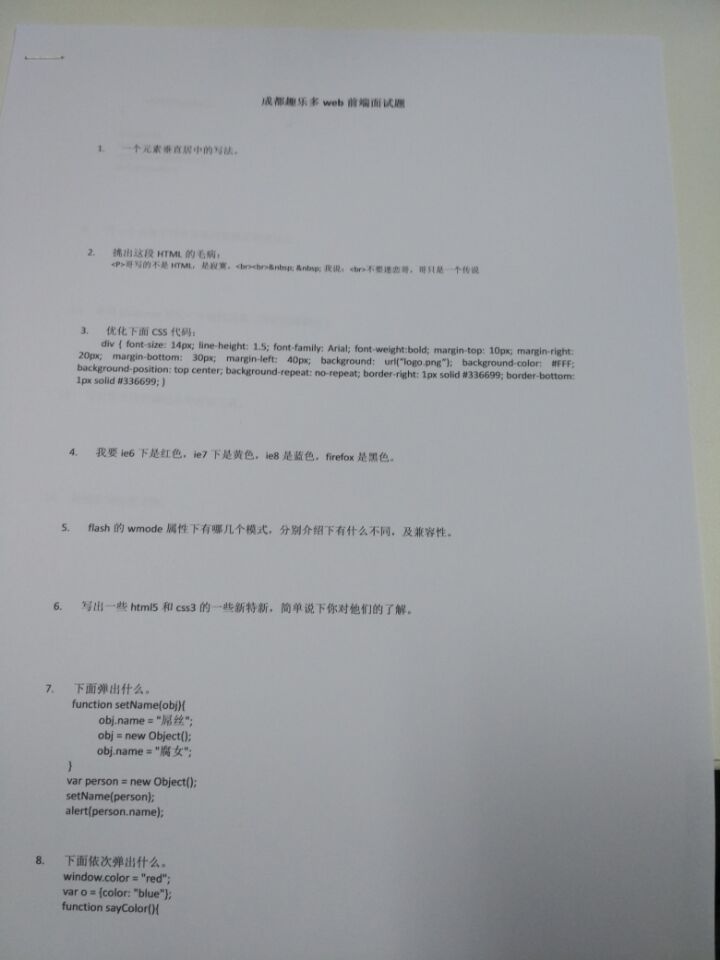 成都趣乐多 web 前端面试题
1. 一个元素垂直居中的写法。
2. 挑出这段 HTML 的毛病：
<P>哥写的不是 HTML，是寂寞。<br><br>&nbsp; &nbsp; 我说：<br>不要迷恋哥，哥只是一个传说
3. 优化下面 CSS 代码：
div { font-size: 14px; line-height: 1.5; font-family: Arial; font-weight:bold; margin-top: 10px; margin-right:
20px; margin-bottom: 30px; margin-left: 40px; background: url("logo.png"); background-color: #FFF;
background-position: top center; background-repeat: no-repeat; border-right: 1px solid #336699; border-bottom:
1px solid #336699; }
4. 我要 ie6 下是红色，ie7 下是黄色，ie8 是蓝色，firefox 是黑色。
5. flash 的 wmode 属性下有哪几个模式，分别介绍下有什么不同，及兼容性。
6. 写出一些 html5 和 css3 的一些新特新，简单说下你对他们的了解。
7. 下面弹出什么。
function setName(obj){
obj.name = "屌丝";
obj = new Object();
obj.name = "腐女";
}
var person = new Object();
setName(person);
alert(person.name);
8. 下面依次弹出什么。
window.color = "red";
var o = {color: "blue"};
function sayColor(){